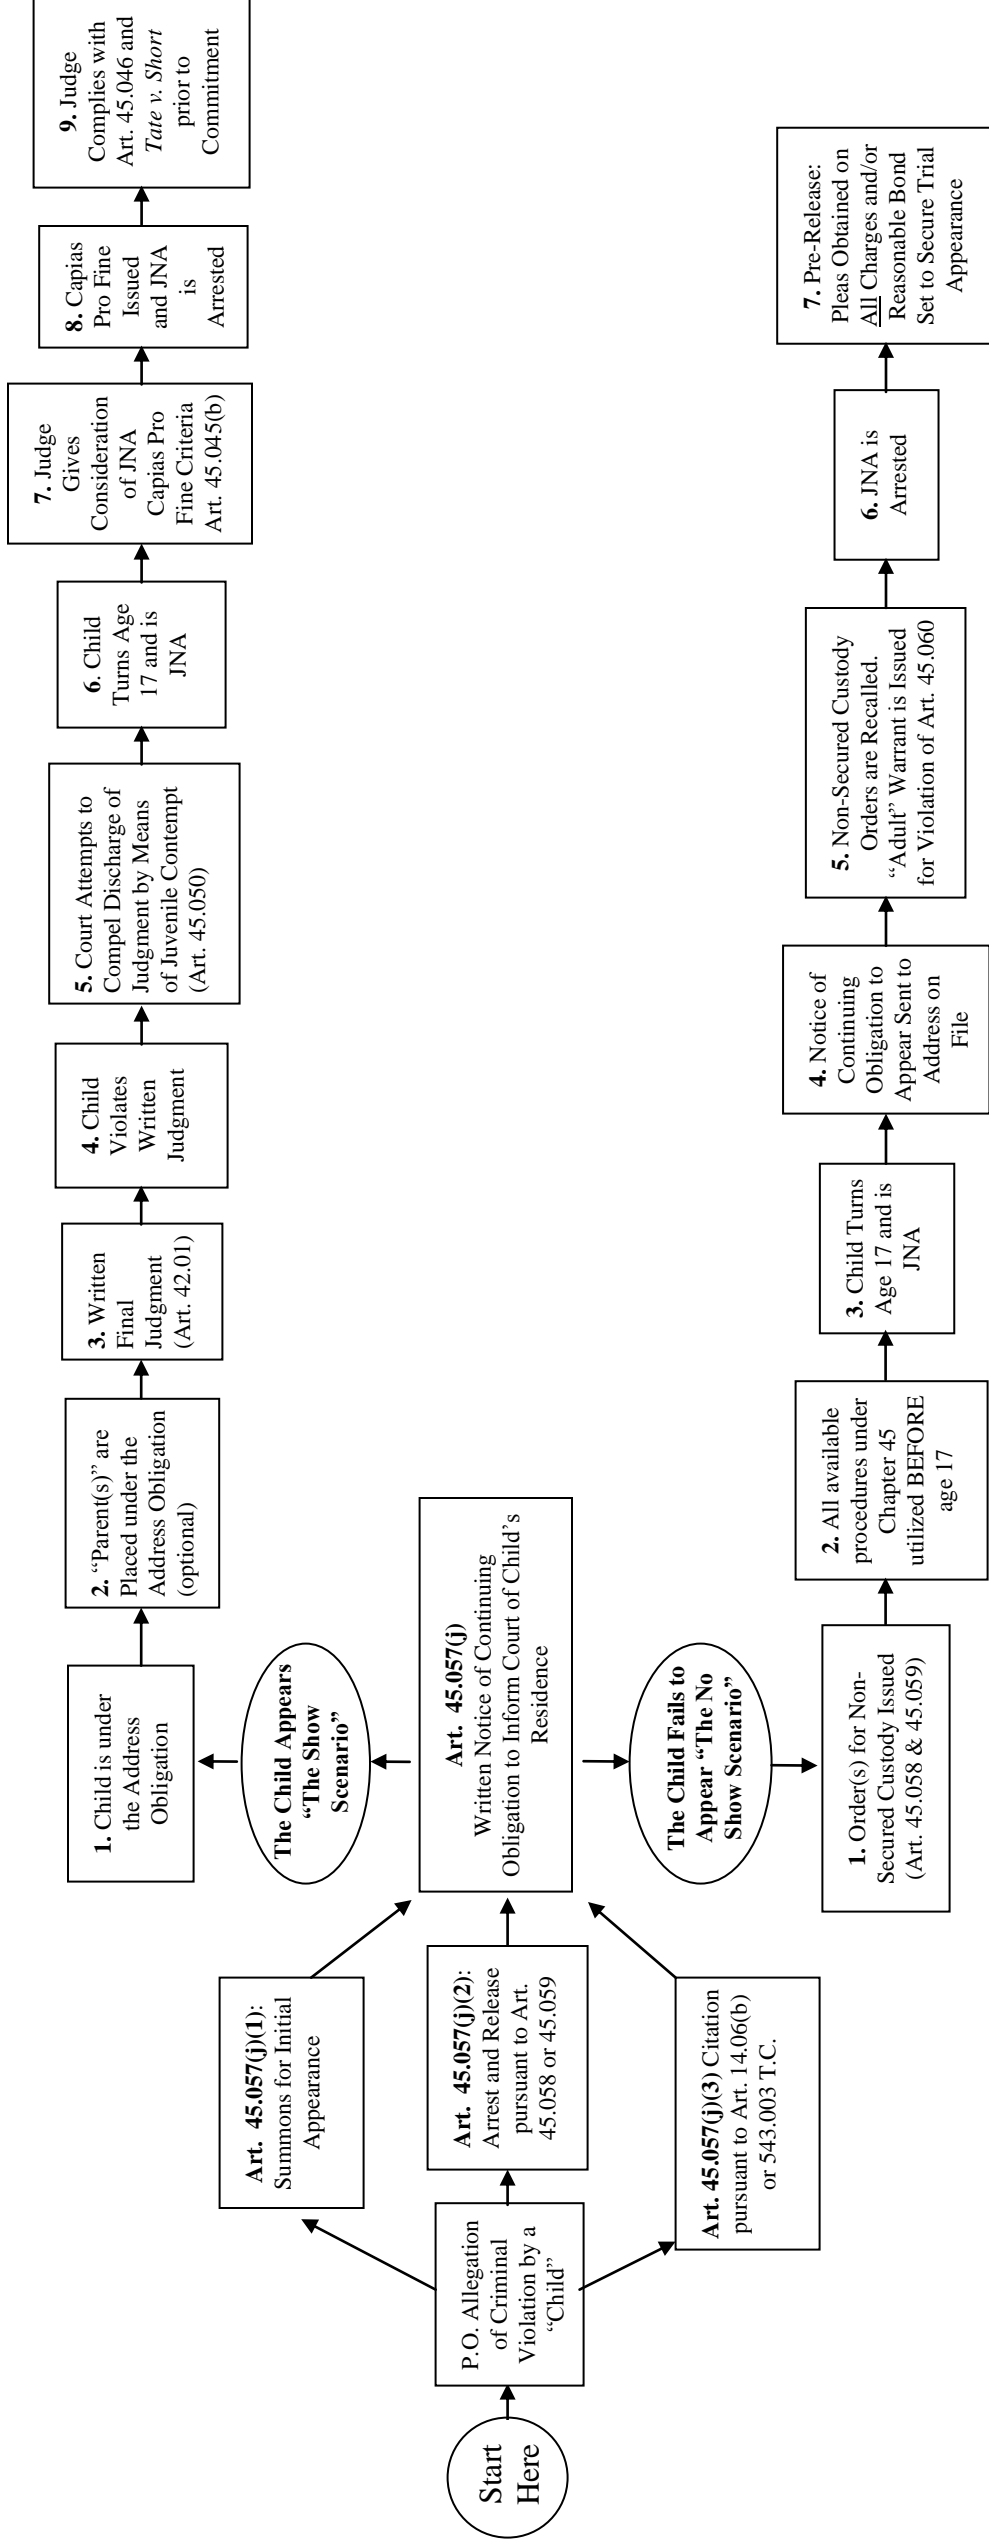 Start
Here
P.O. Allegation
of Criminal
Violation by a
“Child”
Art. 45.057(j)(1):
Summons for Initial
Appearance
Art. 45.057(j)(2):
Arrest and Release
pursuant to Art.
45.058 or 45.059
Art. 45.057(j)(3) Citation
pursuant to Art. 14.06(b)
or 543.003 T.C.
Art. 45.057(j)
Written Notice of Continuing
Obligation to Inform Court of Child’s
Residence
The Child Appears
“The Show
Scenario”
1. Child is under
the Address
Obligation
2. “Parent(s)” are
Placed under the
Address Obligation
(optional)
3. Written
Final
Judgment
(Art. 42.01)
4. Child
Violates
Written
Judgment
5. Court Attempts to
Compel Discharge of
Judgment by Means
of Juvenile Contempt
(Art. 45.050)
6. Child
Turns Age
17 and is
JNA
7. Judge
Gives
Consideration
of JNA
Capias Pro
Fine Criteria
Art. 45.045(b)
8. Capias
Pro Fine
Issued
and JNA
is
Arrested
9. Judge
Complies with
Art. 45.046 and
Tate v. Short
prior to
Commitment
The Child Fails to
Appear “The No
Show Scenario”
1. Order(s) for Non-
Secured Custody Issued
(Art. 45.058 & 45.059)
2. All available
procedures under
Chapter 45
utilized BEFORE
age 17
3. Child Turns
Age 17 and is
JNA
4. Notice of
Continuing
Obligation to
Appear Sent to
Address on
File
5. Non-Secured Custody
Orders are Recalled.
“Adult” Warrant is Issued
for Violation of Art. 45.060
6. JNA is
Arrested
7. Pre-Release:
Pleas Obtained on
All Charges and/or
Reasonable Bond
Set to Secure Trial
Appearance